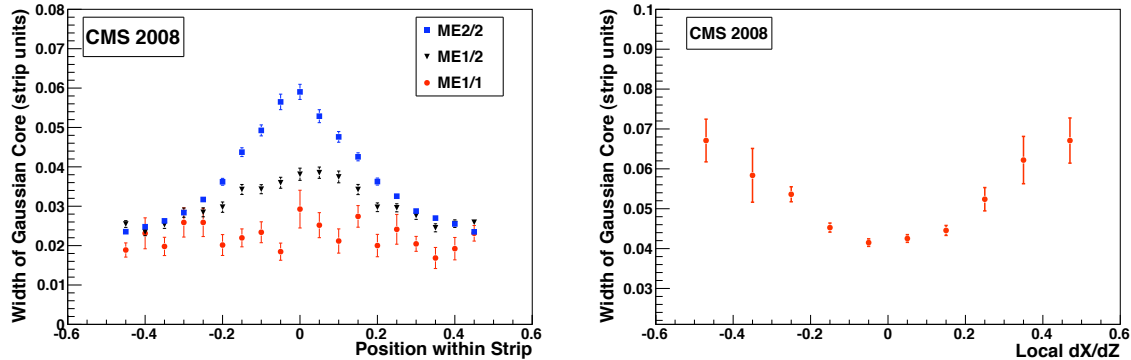 Width of Gaussian Core (strip units)
0.08
0.07
0.06
0.05
0.04
0.03
0.02
0.01
0
CMS 2008
ME2/2
ME1/2
ME1/1
-0.6 -0.4 -0.2 0 0.2 0.4 0.6
Position within Strip
Width of Gaussian Core (strip units)
0.1
0.09
0.08
0.07
0.06
0.05
0.04
0.03
CMS 2008
-0.6 -0.4 -0.2 0 0.2 0.4 0.6
Local dX/dZ